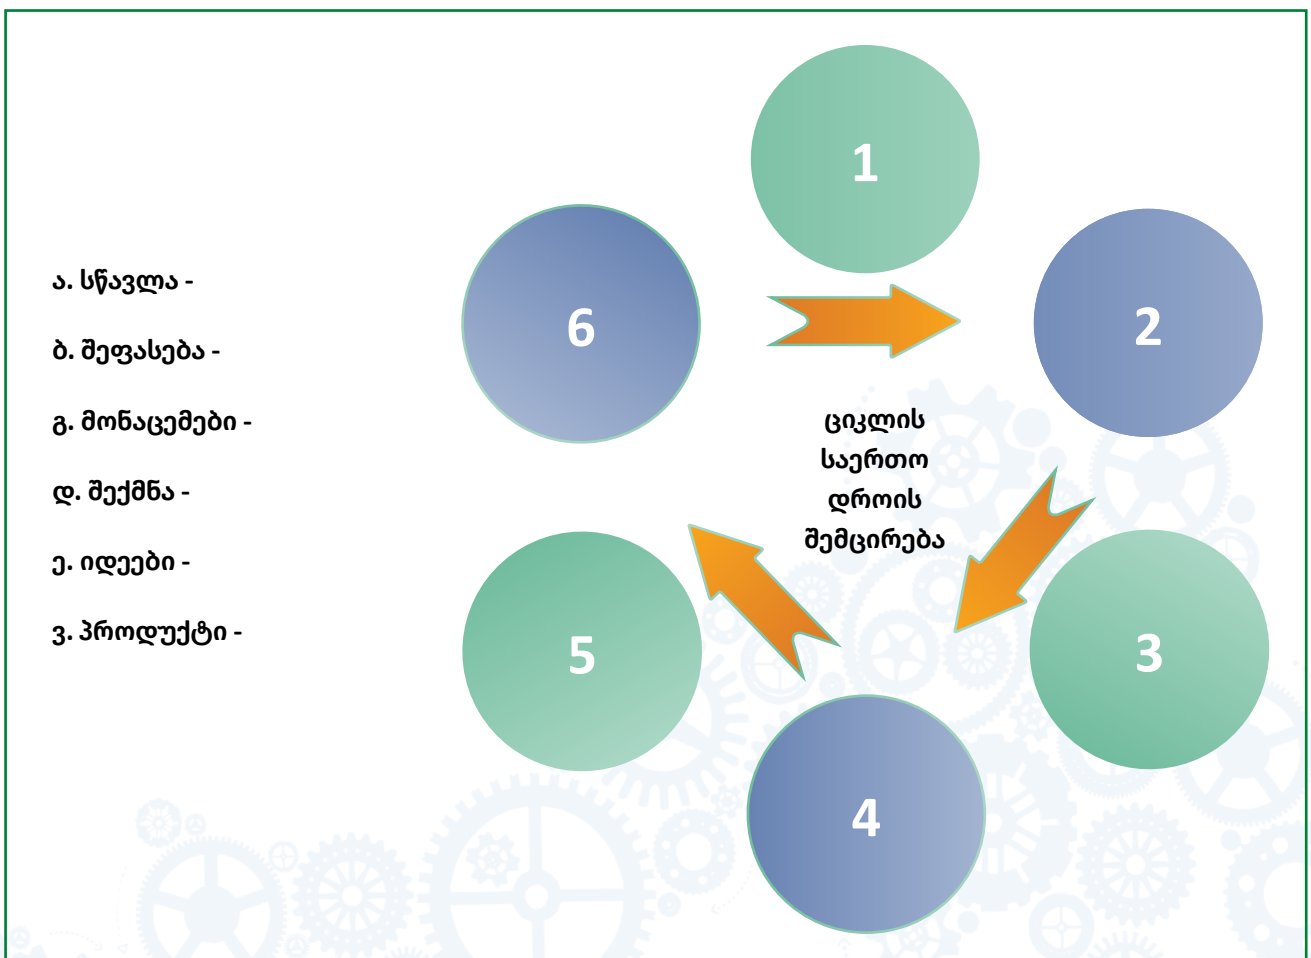 1
2
3
4
5
6
ა. სწავლა -
ბ. შეფასება -
გ. მონაცემები -
დ. შექმნა -
ე. იდეები -
ვ. პროდუქტი -
ციკლის
საერთო
დროის
შემცირება